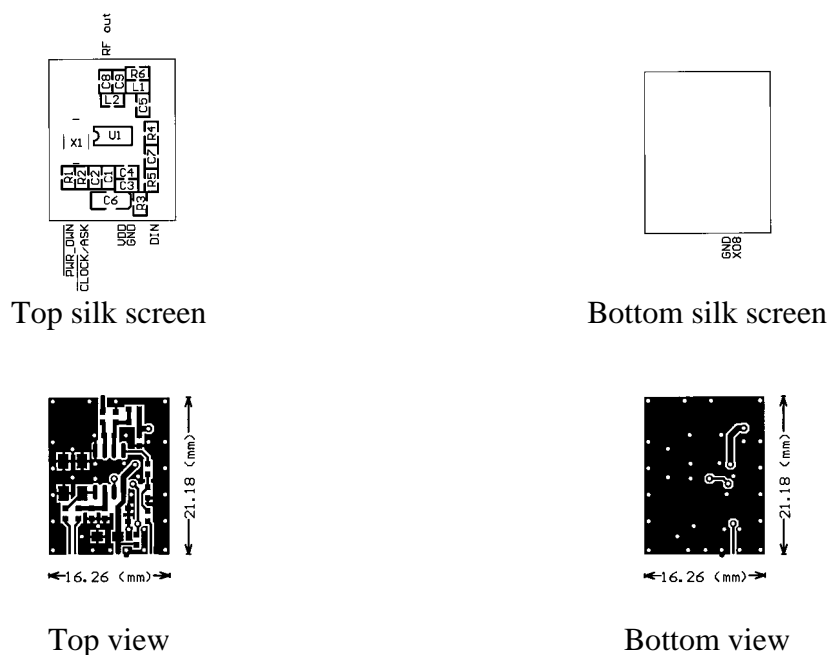 RF out
C8 C9 R6
L1
L2 C5
X1 U1 R4
C7
R1 R2 C2 C1 C4 R5
C3
C6 R3
PWR_DWN
CLOCK/ASK
VDD
GND
DIN
Top silk screen
GND
XO8
Bottom silk screen
21.18 (mm)
16.26 (mm)
Top view
21.18 (mm)
16.26 (mm)
Bottom view